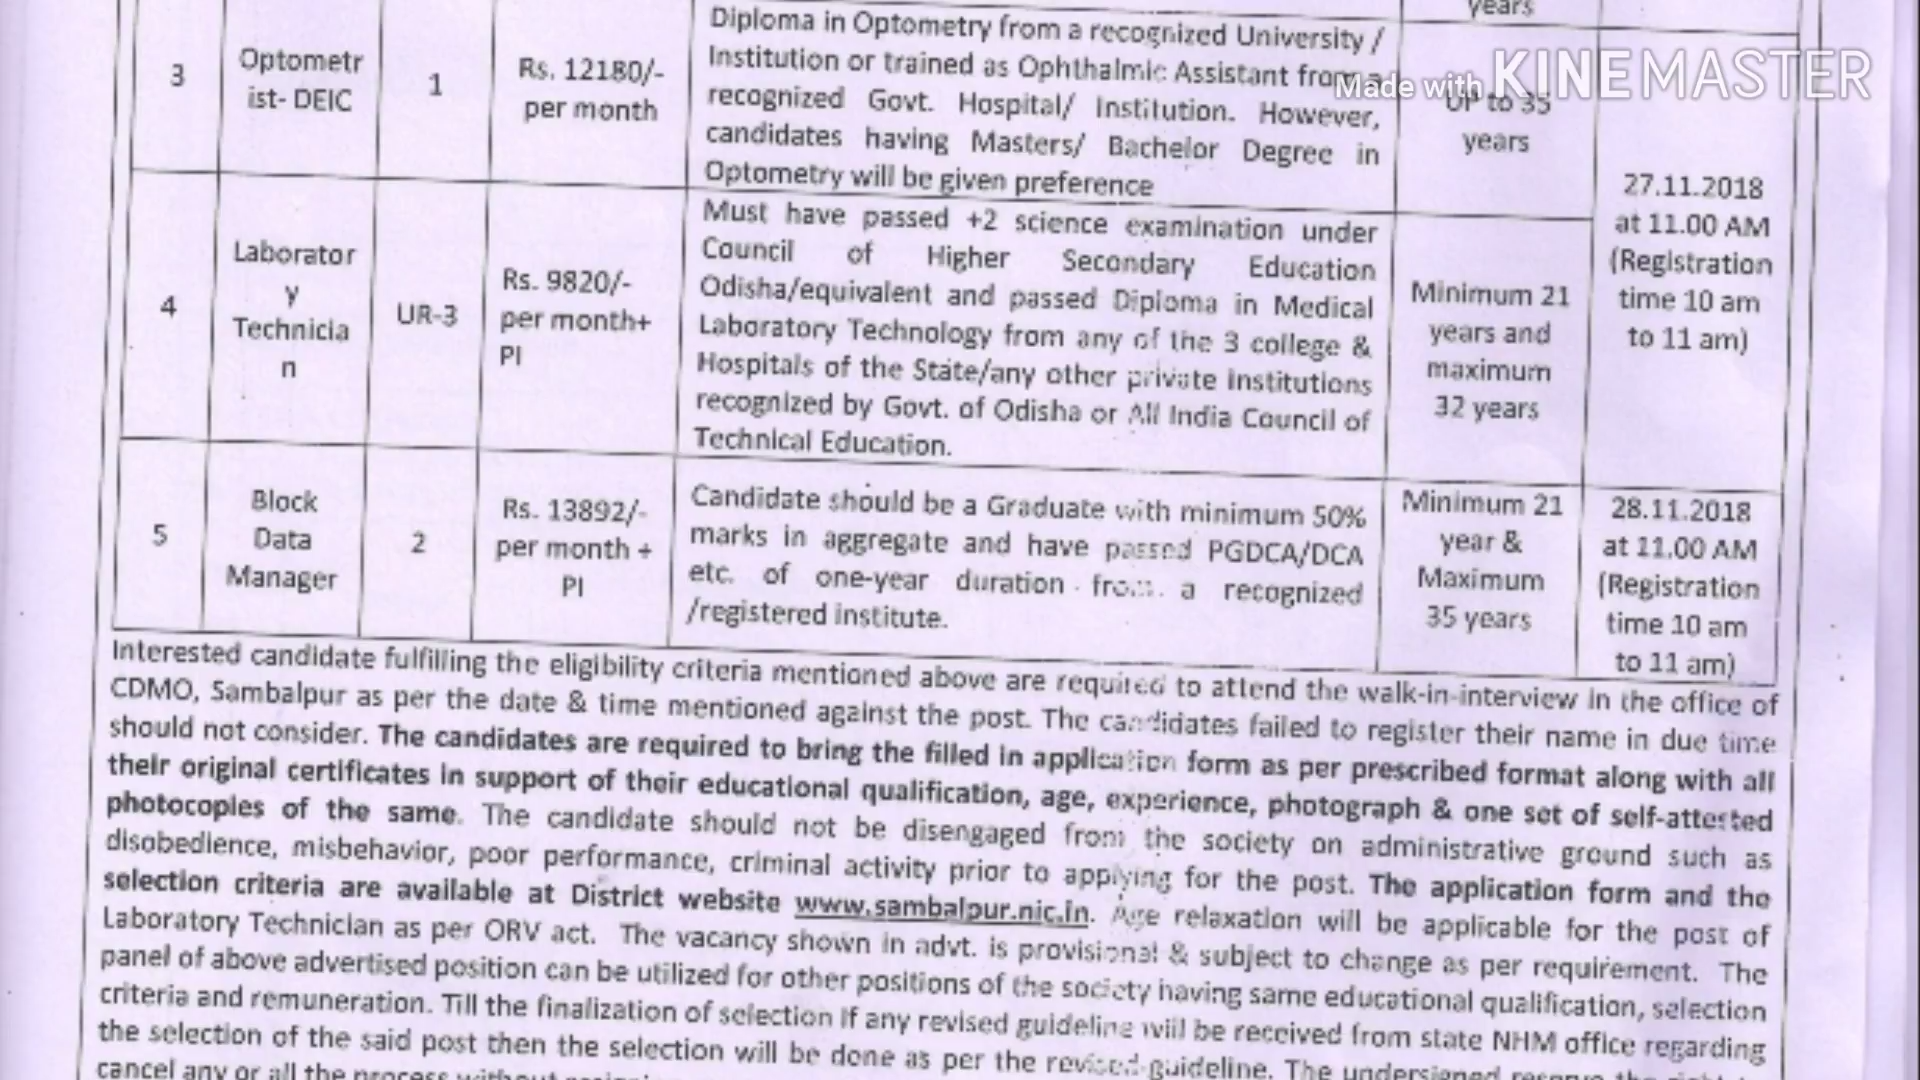 years
3
Optometr
ist- DEIC
1
Rs. 12180/-
per month
Diploma in Optometry from a recognized University /
Institution or trained as Ophthalmic Assistant from a
recognized Govt. Hospital/ Institution. However,
candidates having Masters/ Bachelor Degree in
Optometry will be given preference
UP to 35
years
Made with KINEMASTER
27.11.2018
at 11.00 AM
(Registration
time 10 am
to 11 am)
4
Laborator
y
Technicia
n
UR-3
Rs. 9820/-
per month+
PI
Must have passed +2 science examination under
Council of Higher Secondary Education
Odisha/equivalent and passed Diploma in Medical
Laboratory Technology from any of the 3 college &
Hospitals of the State/any other private institutions
recognized by Govt. of Odisha or All India Council of
Technical Education.
Minimum 21
years and
maximum
32 years
5
Block
Data
Manager
2
Rs. 13892/-
per month +
PI
Candidate should be a Graduate with minimum 50%
marks in aggregate and have passed PGDCA/DCA
etc. of one-year duration from a recognized
/registered institute.
Minimum 21
year &
Maximum
35 years
28.11.2018
at 11.00 AM
(Registration
time 10 am
to 11 am)
Interested candidate fulfilling the eligibility criteria mentioned above are required to attend the walk-in-interview in the office of
CDMO, Sambalpur as per the date & time mentioned against the post. The candidates failed to register their name in due time
should not consider. The candidates are required to bring the filled in application form as per prescribed format along with all
their original certificates in support of their educational qualification, age, experience, photograph & one set of self-attested
photocopies of the same. The candidate should not be disengaged from the society on administrative ground such as
disobedience, misbehavior, poor performance, criminal activity prior to applying for the post. The application form and the
selection criteria are available at District website www.sambalpur.nic.in. Age relaxation will be applicable for the post of
Laboratory Technician as per ORV act. The vacancy shown in advt. is provisional & subject to change as per requirement. The
panel of above advertised position can be utilized for other positions of the society having same educational qualification, selection
criteria and remuneration. Till the finalization of selection if any revised guideline will be received from state NHM office regarding
the selection of the said post then the selection will be done as per the revised guideline. The undersigned reserve the right to
cancel any or all the process without